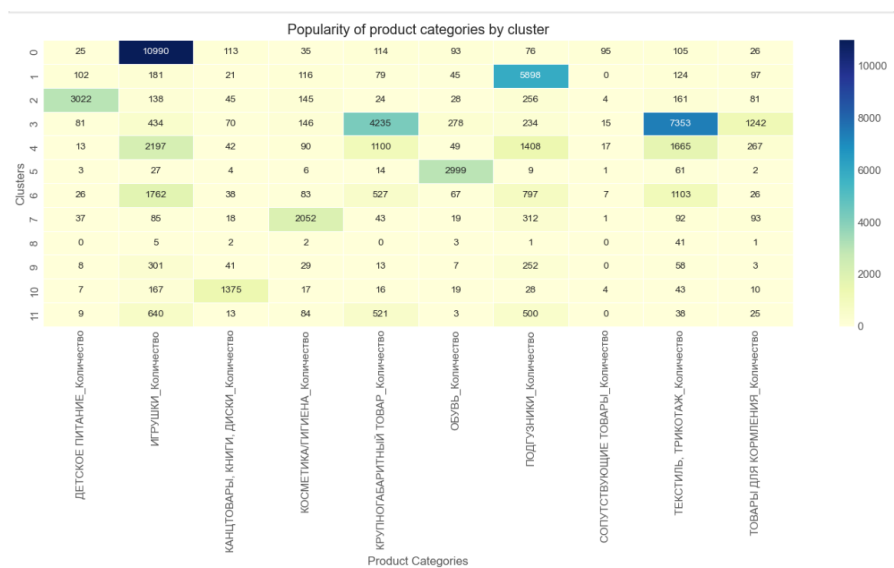 Popularity of product categories by cluster
0 25 10990 113 35 114 93 76 95 105 26
1 102 181 21 116 79 45 5898 0 124 97
2 3022 138 45 145 24 28 256 4 161 81
3 81 434 70 146 4235 278 234 15 7353 1242
4 13 2197 42 90 1100 49 1408 17 1665 267
5 3 27 4 6 14 2999 9 1 61 2
6 26 1762 38 83 527 67 797 7 1103 26
7 37 85 18 2052 43 19 312 1 92 93
8 0 5 2 2 0 3 1 0 41 1
9 8 301 41 29 13 7 252 0 58 3
10 7 167 1375 17 16 19 28 4 43 10
11 9 640 13 84 521 3 500 0 38 25
Clusters
ДЕТСКОЕ ПИТАНИЕ_Количество
ИГРУШКИ_Количество
КАНЦТОВАРЫ, КНИГИ, ДИСКИ_Количество
КОСМЕТИКА/ГИГИЕНА_Количество
КРУПНОГАБАРИТНЫЙ ТОВАР_Количество
ОБУВЬ_Количество
ПОДГУЗНИКИ_Количество
СОПУТСТВУЮЩИЕ ТОВАРЫ_Количество
ТЕКСТИЛЬ, ТРИКОТАЖ_Количество
ТОВАРЫ ДЛЯ КОРМЛЕНИЯ_Количество
Product Categories
10000
8000
6000
4000
2000
0